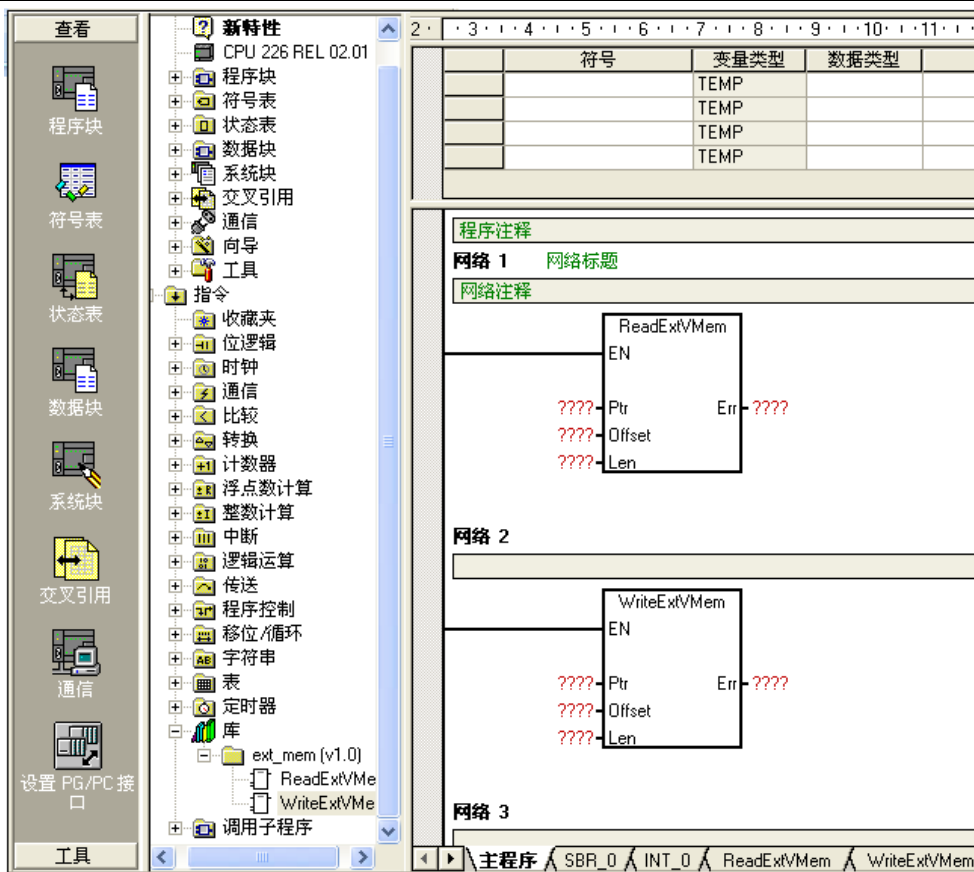 查看
程序块
符号表
状态表
数据块
系统块
交叉引用
通信
设置 PG/PC 接
口
工具
新特性
CPU 226 REL 02.01
程序块
符号表
状态表
数据块
系统块
交叉引用
通信
向导
工具
指令
收藏夹
位逻辑
时钟
通信
比较
转换
计数器
浮点数计算
整数计算
中断
逻辑运算
传送
程序控制
移位/循环
字符串
表
定时器
库
ext_mem (v1.0)
ReadExtVMe
WriteExtVMe
调用子程序
2 · · 3 · · 4 · · 5 · · 6 · · 7 · · 8 · · 9 · · 10 · · 11 · ·
符号 变量类型 数据类型
TEMP
TEMP
TEMP
TEMP
程序注释
网络 1 网络标题
网络注释
ReadExtVMem
EN
???? Ptr Err ????
???? Offset
???? Len
网络 2
WriteExtVMem
EN
???? Ptr Err ????
???? Offset
???? Len
网络 3
主程序 SBR_0 INT_0 ReadExtVMem WriteExtVMem